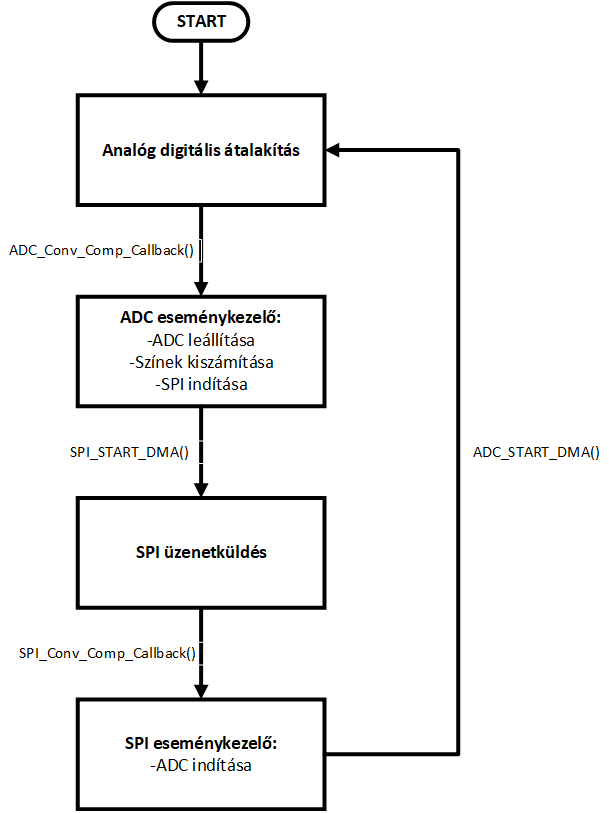 START
Analóg digitális átalakítás
ADC_Conv_Comp_Callback()
ADC eseménykezelő:
-ADC leállítása
-Színek kiszámítása
-SPI indítása
SPI_START_DMA()
ADC_START_DMA()
SPI üzenetküldés
SPI_Conv_Comp_Callback()
SPI eseménykezelő:
-ADC indítása